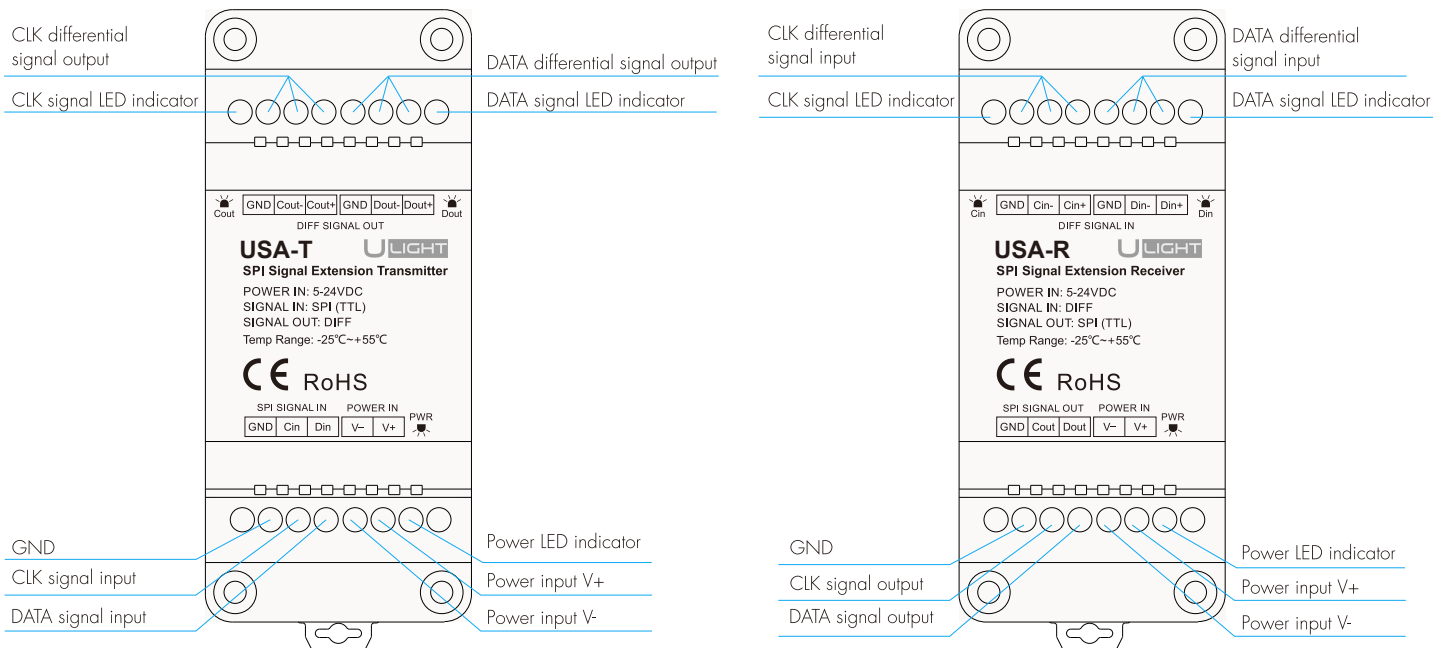 CLK differential
signal output
CLK signal LED indicator
DATA differential signal output
DATA signal LED indicator
Cout
GND Cout- Cout+ GND Dout- Dout+
Dout
DIFF SIGNAL OUT
USA-T
U LIGHT
SPI Signal Extension Transmitter
POWER IN: 5-24VDC
SIGNAL IN: SPI (TTL)
SIGNAL OUT: DIFF
Temp Range: -25℃~+55℃
CE RoHS
SPI SIGNAL IN POWER IN
PWR
GND Cin Din V– V+
GND
CLK signal input
DATA signal input
Power LED indicator
Power input V+
Power input V-
CLK differential
signal input
CLK signal LED indicator
DATA differential
signal input
DATA signal LED indicator
Cin
GND Cin- Cin+ GND Din- Din+
Din
DIFF SIGNAL IN
USA-R
U LIGHT
SPI Signal Extension Receiver
POWER IN: 5-24VDC
SIGNAL IN: DIFF
SIGNAL OUT: SPI (TTL)
Temp Range: -25℃~+55℃
CE RoHS
SPI SIGNAL OUT POWER IN
PWR
GND Cout Dout V– V+
GND
CLK signal output
DATA signal output
Power LED indicator
Power input V+
Power input V-